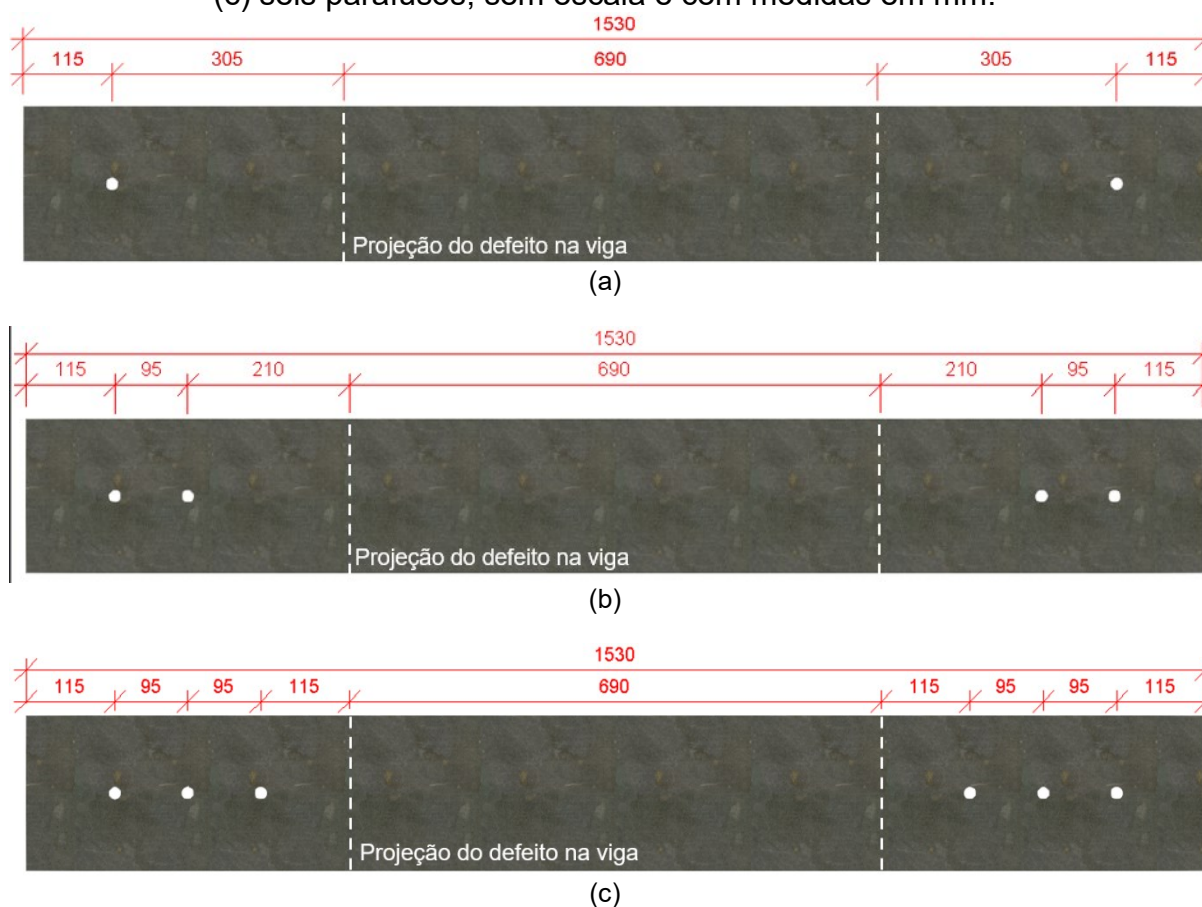 (c) seis parafusos, sem escala e com medidas em mm.
1530
115 305 690 305 115
Projeção do defeito na viga
(a)
1530
115 95 210 690 210 95 115
Projeção do defeito na viga
(b)
1530
115 95 95 115 690 115 95 95 115
Projeção do defeito na viga
(c)